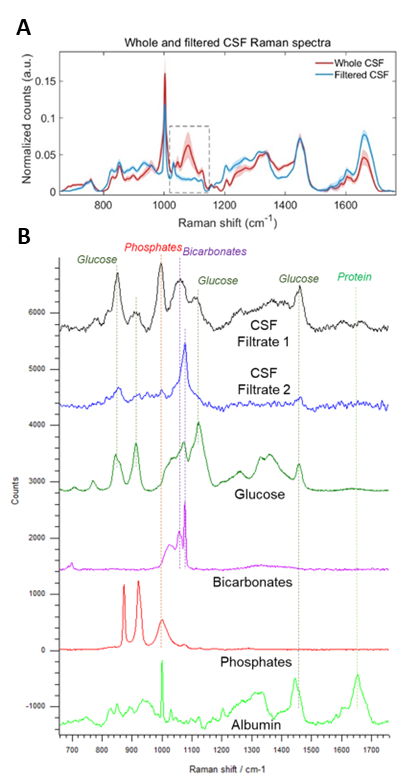 A
Whole and filtered CSF Raman spectra
Whole CSF
Filtered CSF
Normalized counts (a.u.)
0.15
0.1
0.05
0
800 1000 1200 1400 1600
Raman shift (cm-1)
B
Phosphates Bicarbonates
Glucose Glucose Glucose Protein
6000
CSF
Filtrate 1
5000
CSF
Filtrate 2
4000
3000
Glucose
Counts
Bicarbonates
1000
Phosphates
0
-1000
Albumin
700 800 900 1000 1100 1200 1300 1400 1500 1600 1700
Raman shift / cm-1